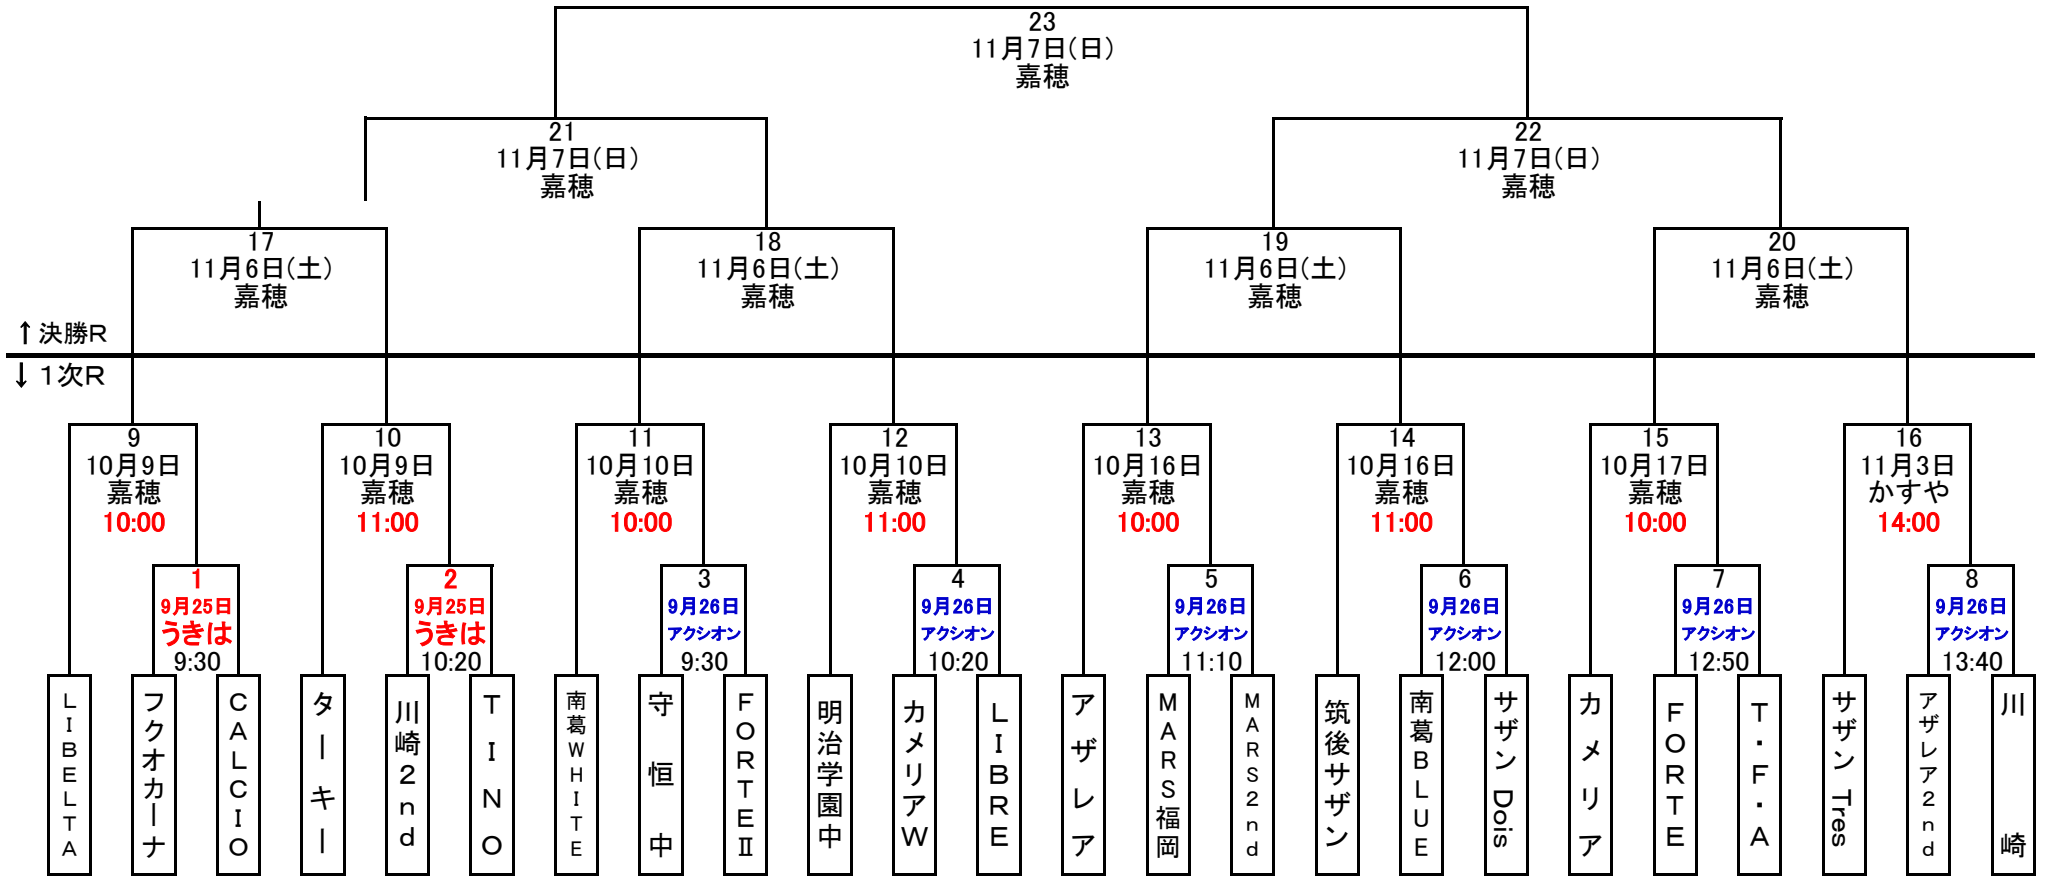 23
11月7日(日)
嘉穂
21
11月7日(日)
嘉穂
22
11月7日(日)
嘉穂
17
11月6日(土)
嘉穂
18
11月6日(土)
嘉穂
19
11月6日(土)
嘉穂
20
11月6日(土)
嘉穂
↑決勝R
↓1次R
9
10月9日
嘉穂
10:00
10
10月9日
嘉穂
11:00
11
10月10日
嘉穂
10:00
12
10月10日
嘉穂
11:00
13
10月16日
嘉穂
10:00
14
10月16日
嘉穂
11:00
15
10月17日
嘉穂
10:00
16
11月3日
かすや
14:00
1
9月25日
うきは
9:30
2
9月25日
うきは
10:20
3
9月26日
アクシオン
9:30
4
9月26日
アクシオン
10:20
5
9月26日
アクシオン
11:10
6
9月26日
アクシオン
12:00
7
9月26日
アクシオン
12:50
8
9月26日
アクシオン
13:40
LIBELTA
フクオカーナ
CALCIO
ターキー
川崎2nd
TINO
南葛WHITE
守恒中
FORTEⅡ
明治学園中
カメリアW
LIBRE
アザレア
MARS福岡
MARS2nd
筑後サザン
南葛BLUE
サザン Dois
カメリア
FORTE
T・F・A
サザン Tres
アザレア2nd
川崎